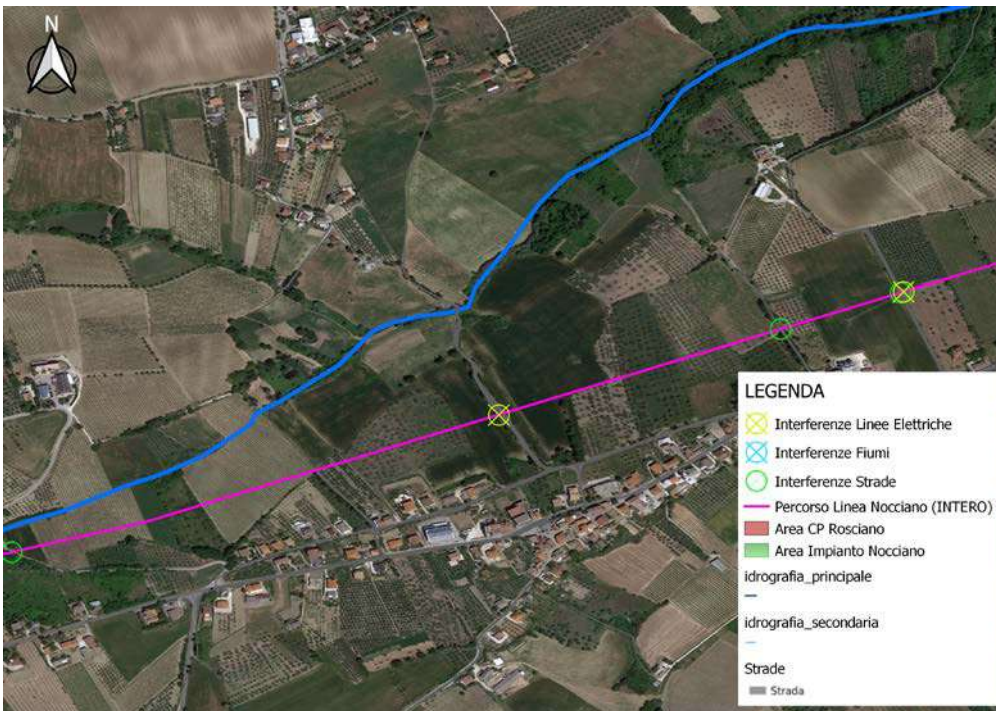 N
LEGENDA
Interferenze Linee Elettriche
Interferenze Fiumi
Interferenze Strade
Percorso Linea Nocciano (INTERO)
Area CP Rosciano
Area Impianto Nocciano
idrografia_principale
idrografia_secondaria
Strade
Strada